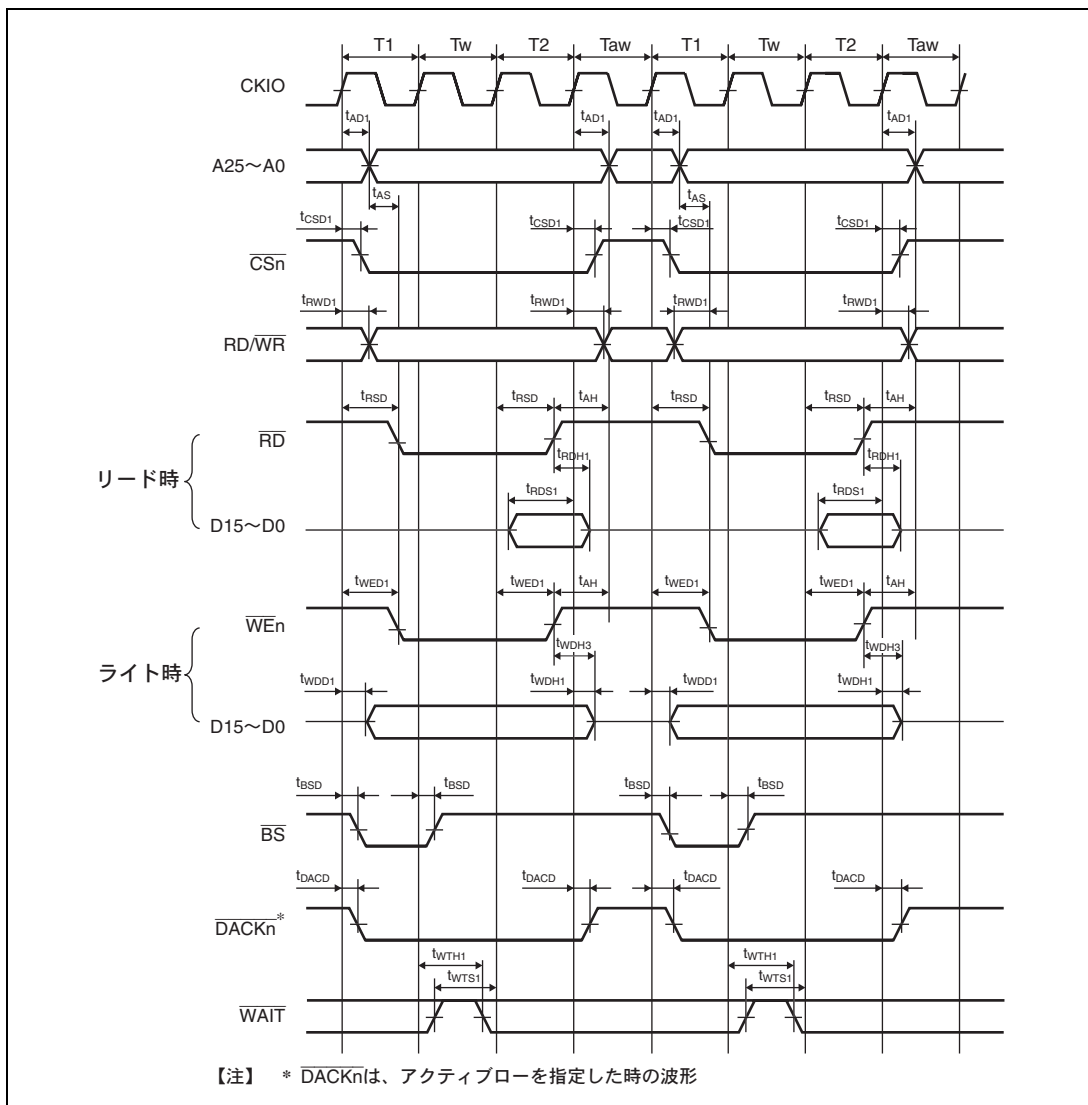 T1 Tw T2 Taw T1 Tw T2 Taw
CKIO
tAD1 tAD1 tAD1 tAD1
A25～A0
tAS tAS
tCSD1 tCSD1 tCSD1 tCSD1
CSn
tRWD1 tRWD1 tRWD1 tRWD1
RD/WR
tRSD tRSD tAH tRSD tRSD tAH
RD
tRDH1 tRDH1
リード時
tRDS1 tRDS1
D15～D0
tWED1 tWED1 tAH tWED1 tWED1 tAH
WEn
tWDH3 tWDH3
ライト時
tWDD1 tWDH1 tWDD1 tWDH1
D15～D0
tBSD tBSD tBSD tBSD
BS
tDACD tDACD tDACD tDACD
DACKn*
tWTH1 tWTH1
tWTS1 tWTS1
WAIT
【注】 * DACKnは、アクティブローを指定した時の波形